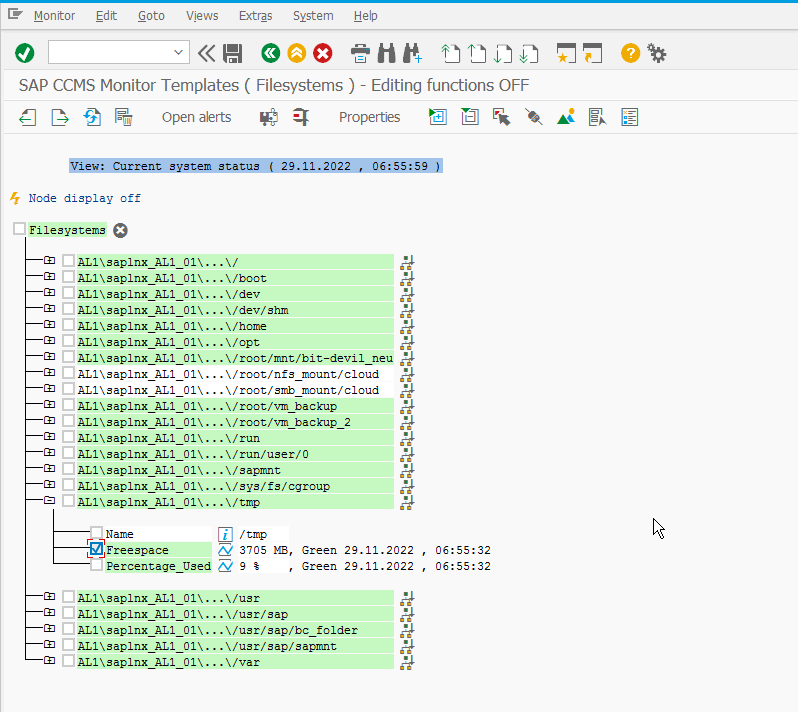 Monitor Edit Goto Views Extras System Help
SAP CCMS Monitor Templates ( Filesystems ) - Editing functions OFF
Open alerts Properties
View: Current system status ( 29.11.2022 , 06:55:59 )
Node display off
Filesystems
AL1\saplnx_AL1_01\...\/
AL1\saplnx_AL1_01\...\/boot
AL1\saplnx_AL1_01\...\/dev
AL1\saplnx_AL1_01\...\/dev/shm
AL1\saplnx_AL1_01\...\/home
AL1\saplnx_AL1_01\...\/opt
AL1\saplnx_AL1_01\...\/root/mnt/bit-devil_neu
AL1\saplnx_AL1_01\...\/root/nfs_mount/cloud
AL1\saplnx_AL1_01\...\/root/smb_mount/cloud
AL1\saplnx_AL1_01\...\/root/vm_backup
AL1\saplnx_AL1_01\...\/root/vm_backup_2
AL1\saplnx_AL1_01\...\/run
AL1\saplnx_AL1_01\...\/run/user/0
AL1\saplnx_AL1_01\...\/sapmnt
AL1\saplnx_AL1_01\...\/sys/fs/cgroup
AL1\saplnx_AL1_01\...\/tmp
Name /tmp
Freespace 3705 MB, Green 29.11.2022 , 06:55:32
Percentage_Used 9 % , Green 29.11.2022 , 06:55:32
AL1\saplnx_AL1_01\...\/usr
AL1\saplnx_AL1_01\...\/usr/sap
AL1\saplnx_AL1_01\...\/usr/sap/bc_folder
AL1\saplnx_AL1_01\...\/usr/sap/sapmnt
AL1\saplnx_AL1_01\...\/var